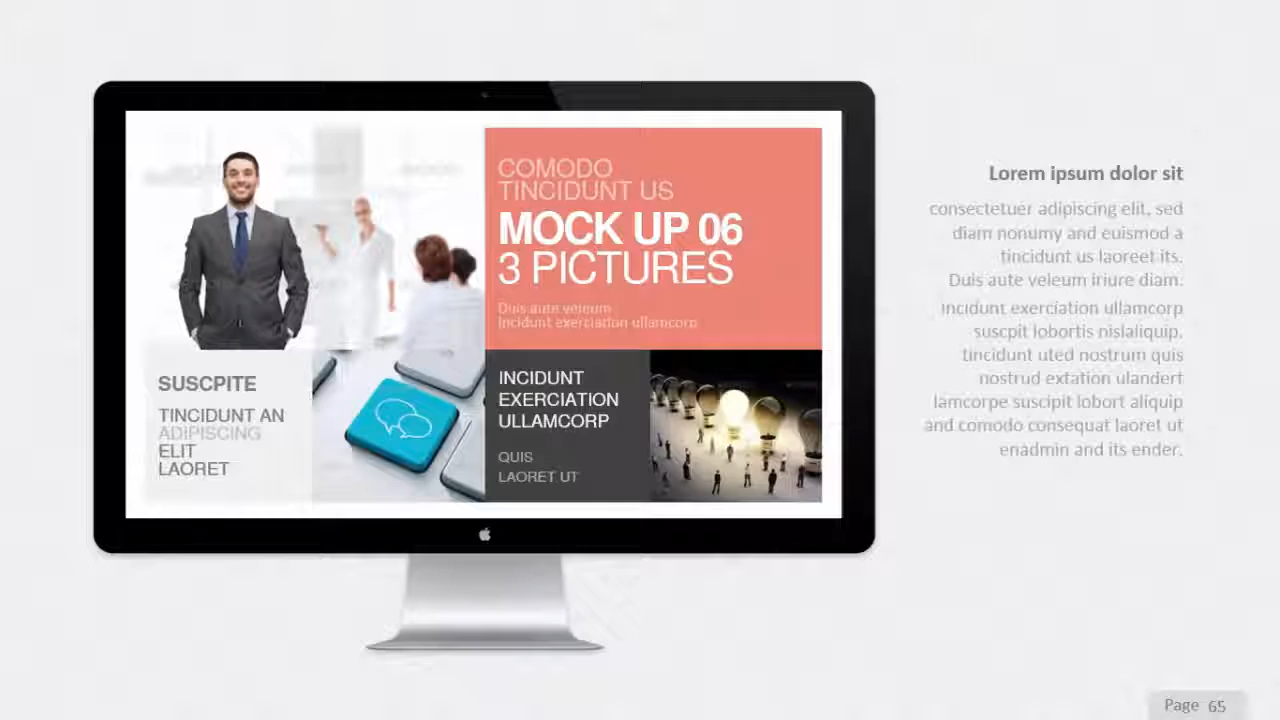 COMODO
TINCIDUNT US
MOCK UP 06
3 PICTURES
Duis aute veleum
Incidunt exerciation ullamcorp
SUSCPITE
TINCIDUNT AN
ADIPISCING
ELIT
LAORET
INCIDUNT
EXERCIATION
ULLAMCORP
QUIS
LAORET UT
Lorem ipsum dolor sit
consectetuer adipiscing elit, sed
diam nonumy and euismod a
tincidunt us laoreet its.
Duis aute veleum iriure diam.
Incidunt exerciation ullamcorp
suscpit lobortis nislaliquip.
tincidunt uted nostrum quis
nostrud extation ulandert
lamcorpe suscipit lobort aliquip
and comodo consequat laoret ut
enadmin and its ender.
Page 65